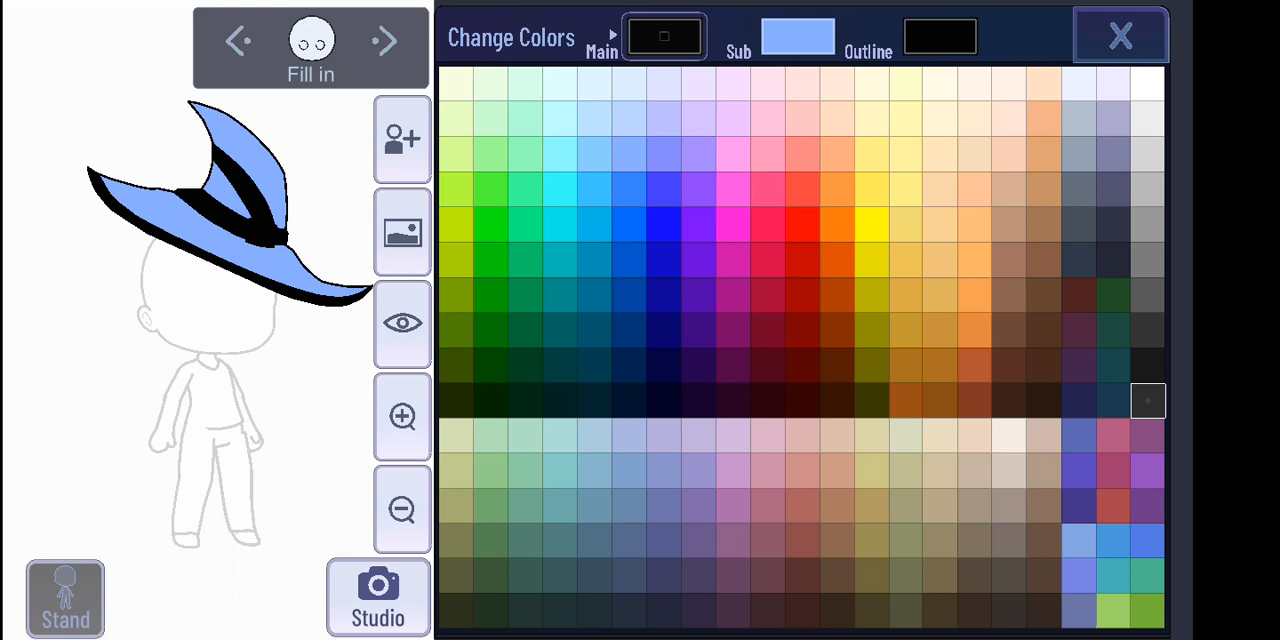 Change Colors
Main
Sub
Outline
X
Fill in
Stand
Studio